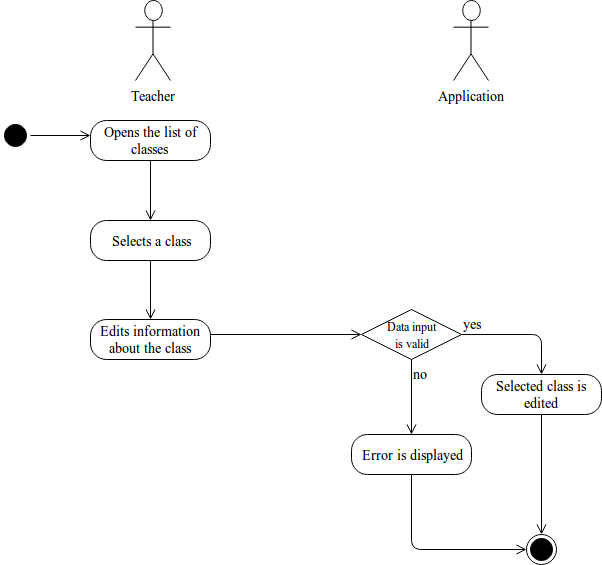 Teacher
Application
Opens the list of
classes
Selects a class
Edits information
about the class
Data input
is valid
yes
no
Selected class is
edited
Error is displayed